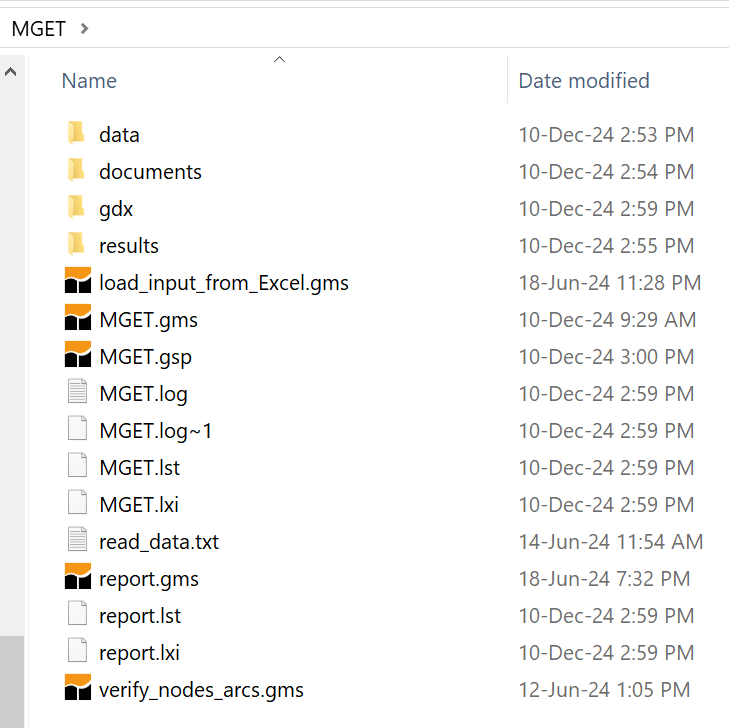 MGET
Name Date modified
data 10-Dec-24 2:53 PM
documents 10-Dec-24 2:54 PM
gdx 10-Dec-24 2:59 PM
results 10-Dec-24 2:55 PM
load_input_from_Excel.gms 18-Jun-24 11:28 PM
MGET.gms 10-Dec-24 9:29 AM
MGET.gsp 10-Dec-24 3:00 PM
MGET.log 10-Dec-24 2:59 PM
MGET.log~1 10-Dec-24 2:59 PM
MGET.lst 10-Dec-24 2:59 PM
MGET.lxi 10-Dec-24 2:59 PM
read_data.txt 14-Jun-24 11:54 AM
report.gms 18-Jun-24 7:32 PM
report.lst 10-Dec-24 2:59 PM
report.lxi 10-Dec-24 2:59 PM
verify_nodes_arcs.gms 12-Jun-24 1:05 PM